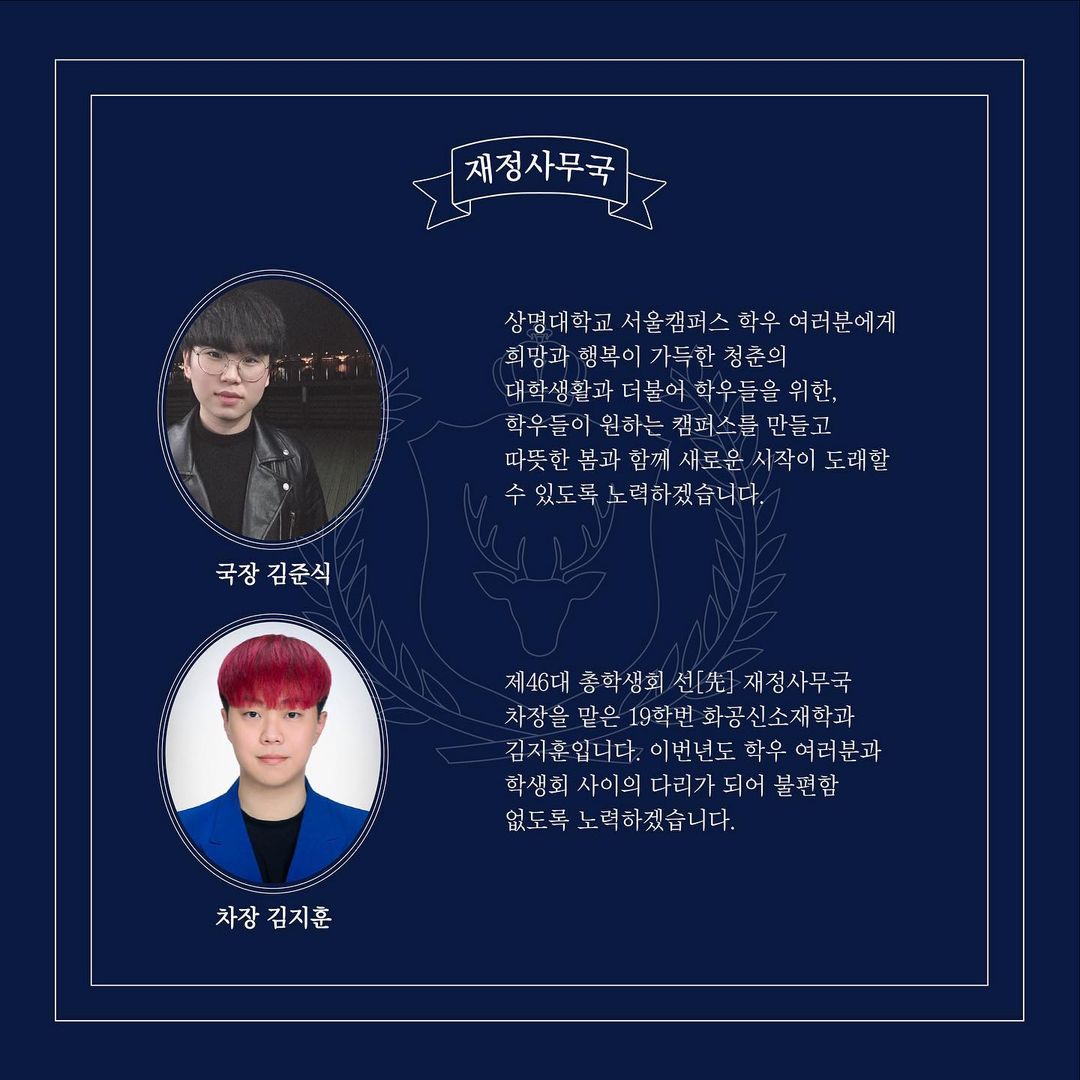 재정사무국
상명대학교 서울캠퍼스 학우 여러분에게
희망과 행복이 가득한 청춘의
대학생활과 더불어 학우들을 위한,
학우들이 원하는 캠퍼스를 만들고
따뜻한 봄과 함께 새로운 시작이 도래할
수 있도록 노력하겠습니다.
국장 김준식
제46대 총학생회 선[先] 재정사무국
차장을 맡은 19학번 화공신소재학과
김지훈입니다. 이번년도 학우 여러분과
학생회 사이의 다리가 되어 불편함
없도록 노력하겠습니다.
차장 김지훈